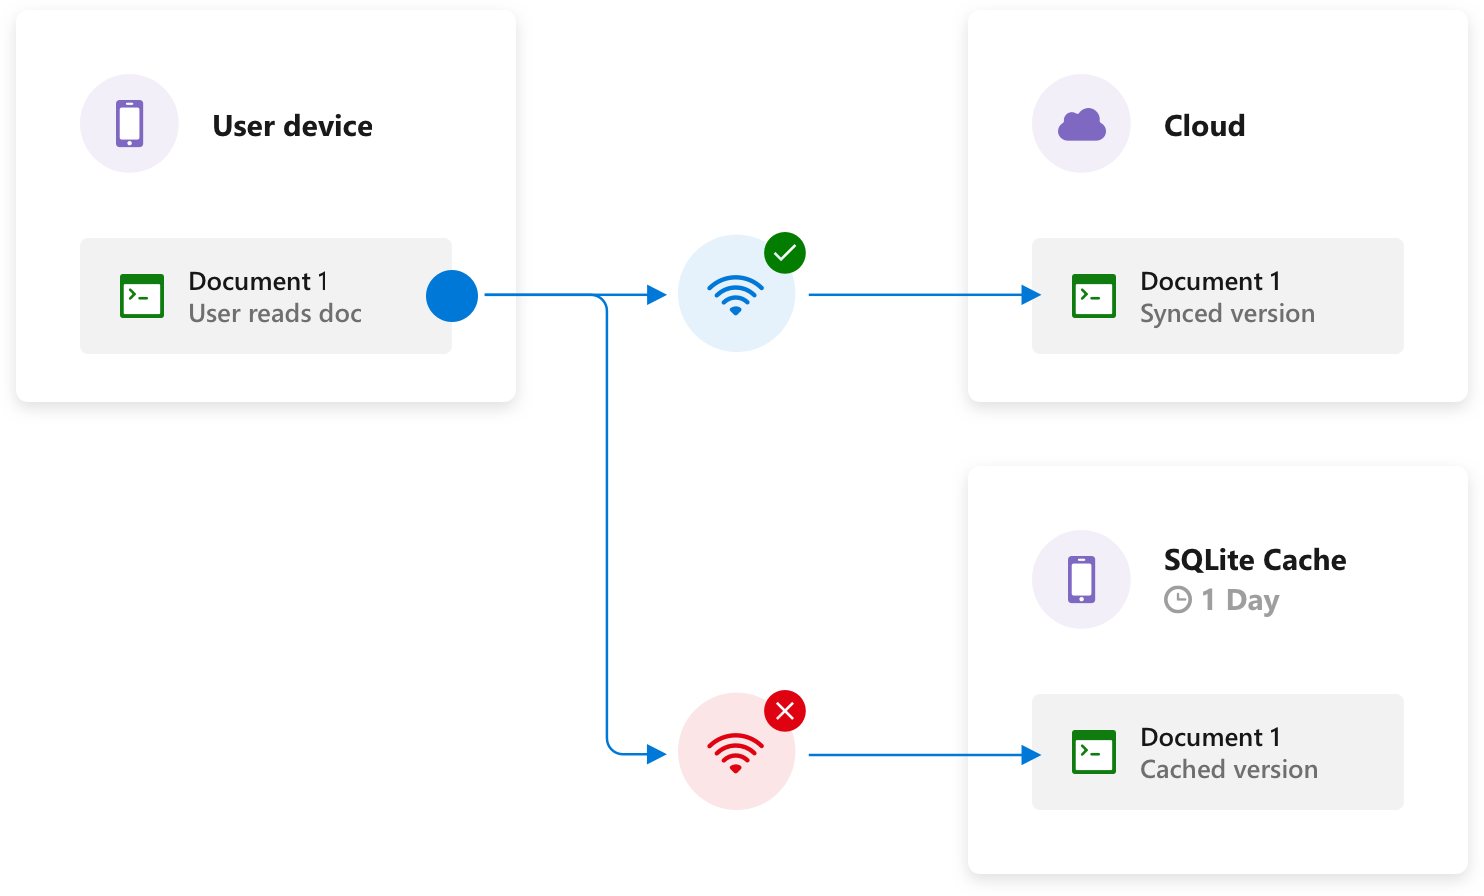 User device
Document 1
User reads doc
Cloud
Document 1
Synced version
SQLite Cache
1 Day
Document 1
Cached version